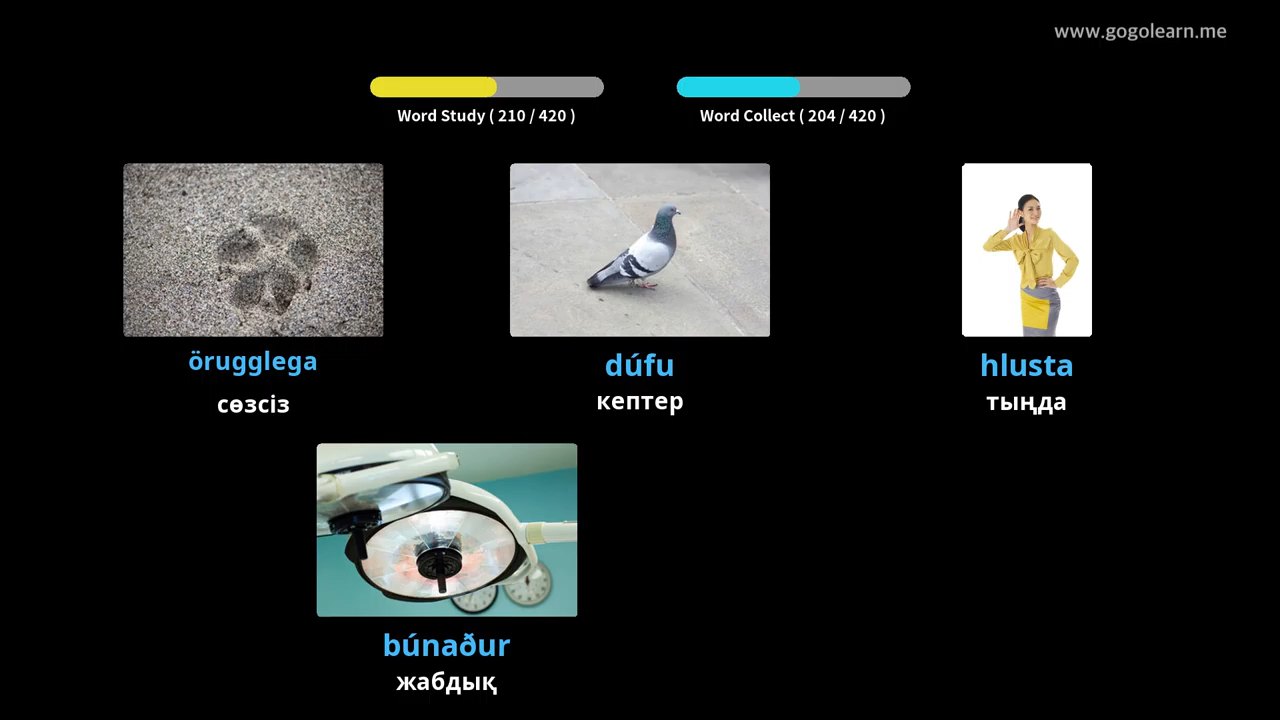 www.gogolearn.me
Word Study ( 210 / 420 )
Word Collect ( 204 / 420 )
örugglega
сөзсіз
dúfu
кептер
hlusta
тыңда
búnaður
жабдық